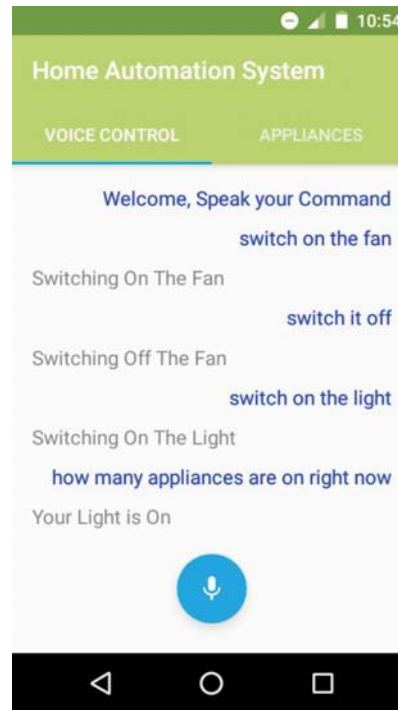 10:54
Home Automation System
VOICE CONTROL APPLIANCES
Welcome, Speak your Command
switch on the fan
Switching On The Fan
switch it off
Switching Off The Fan
switch on the light
Switching On The Light
how many appliances are on right now
Your Light is On